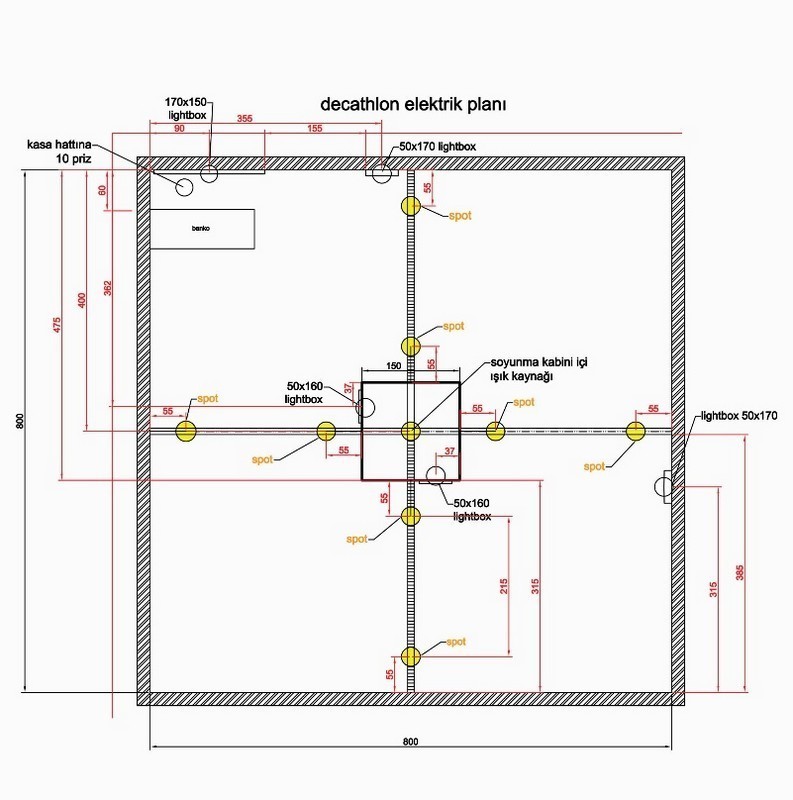 decathlon elektrik planı
170x150
lightbox
355
90
155
kasa hattına
10 priz
50x170 lightbox
60
55
spot
banko
362
400
475
spot
150
55
soyunma kabini içi
ışık kaynağı
50x160
lightbox
37
spot
55
55
spot
55
lightbox 50x170
800
spot
55
37
spot
50x160
lightbox
55
spot
215
315
315
385
spot
55
800